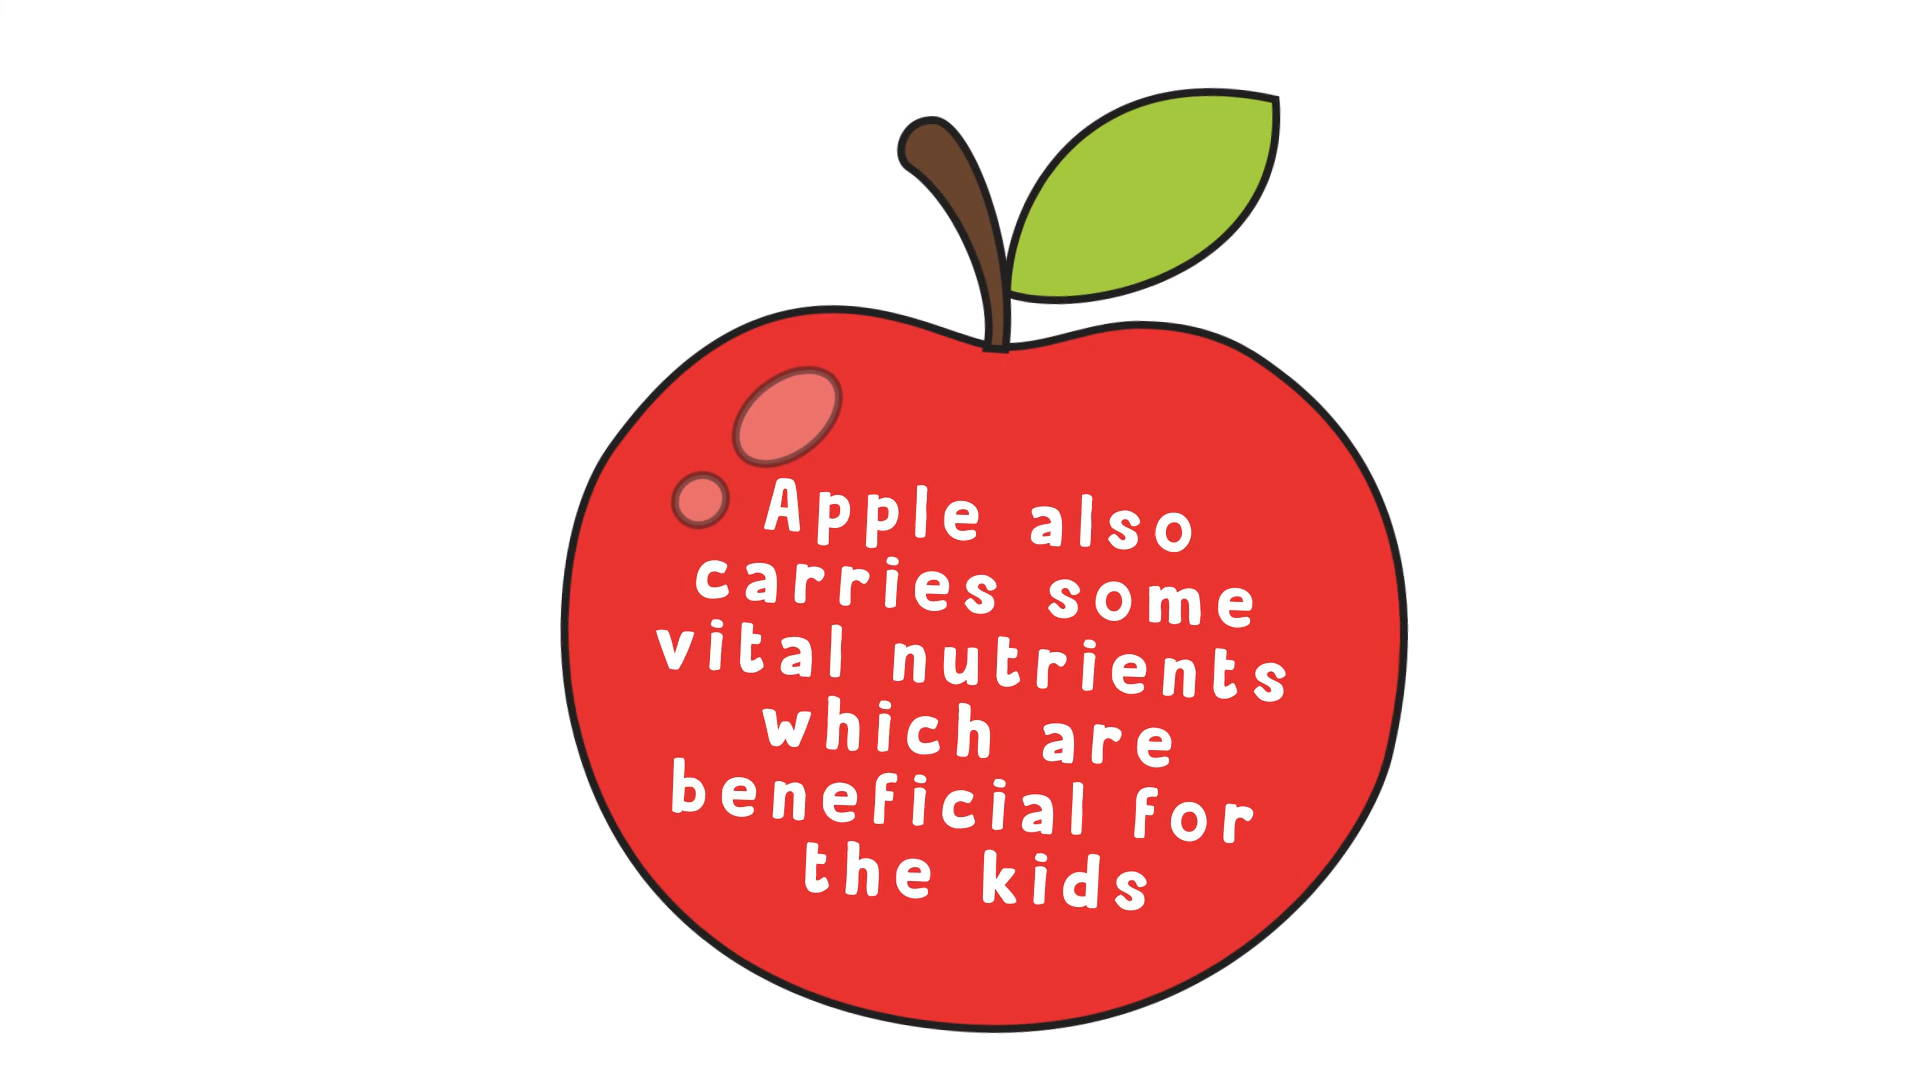 Apple also
carries some
vital nutrients
which are
beneficial for
the kids